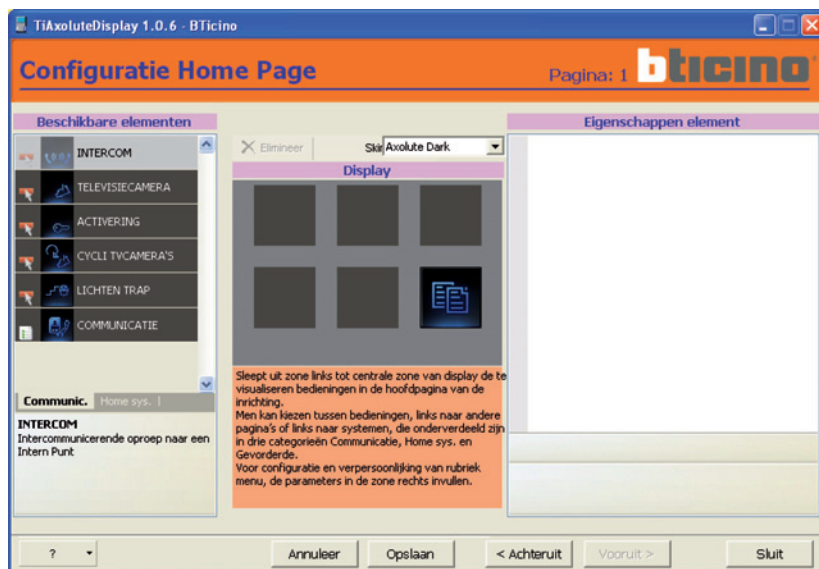 TiAxoluteDisplay 1.0.6 - BTicino
Configuratie Home Page
Pagina: 1
bticino
Beschikbare elementen
INTERCOM
TELEVISIECAMERA
ACTIVERING
CYCLI TVCAMERA'S
LICHTEN TRAP
COMMUNICATIE
Communic. Home sys.
INTERCOM
Intercommunicerende oproep naar een
Intern Punt
Elimineer
Skin Axolute Dark
Display
Sleept uit zone links tot centrale zone van display de te
visualiseren bedieningen in de hoofdpagina van de
inrichting.
Men kan kiezen tussen bedieningen, links naar andere
pagina's of links naar systemen, die onderverdeeld zijn
in drie categorieën Communicatie, Home sys. en
Gevorderde.
Voor configuratie en verpersoonlijking van rubriek
menu, de parameters in de zone rechts invullen.
Eigenschappen element
?
Annuleer
Opslaan
< Achteruit
Vooruit >
Sluit